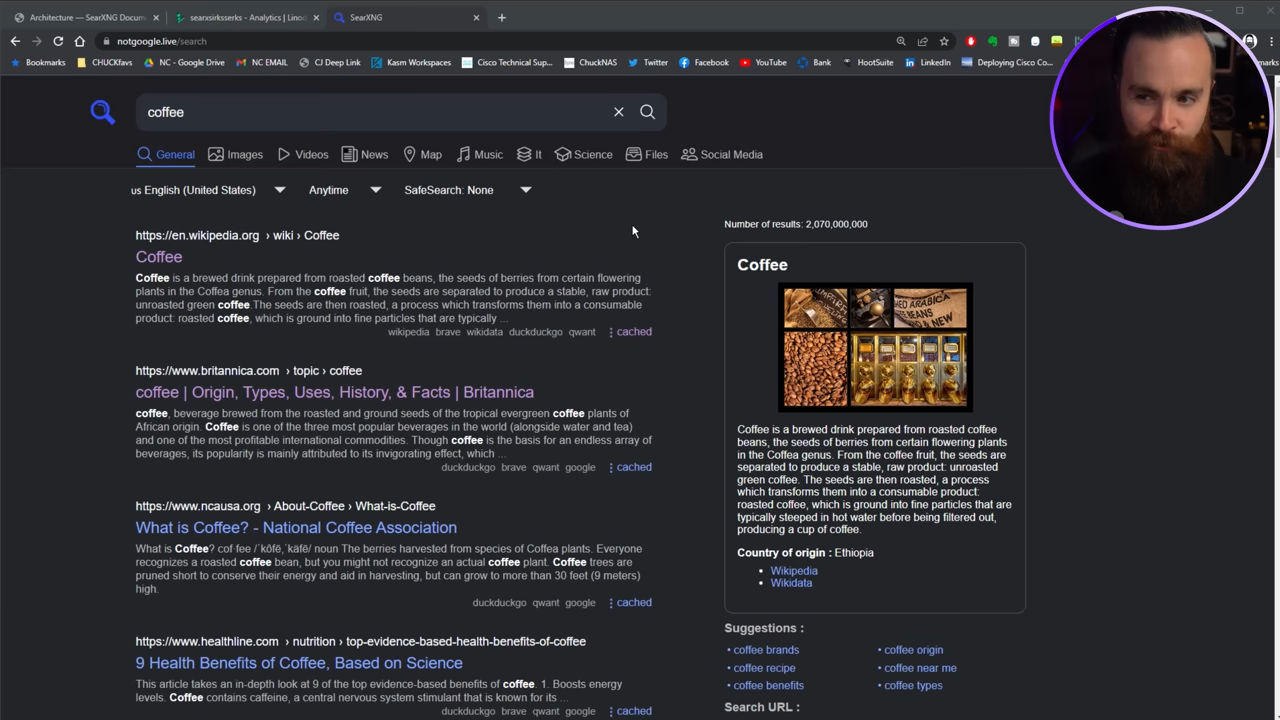 Architecture — SearXNG Docum
searxsirksserks - Analytics | Linod
SearXNG
notgoogle.live/search
Bookmarks
CHUCKfavs
NC - Google Drive
NC EMAIL
CJ Deep Link
Kasm Workspaces
Cisco Technical Sup...
ChuckNAS
Twitter
Facebook
YouTube
Bank
HootSuite
LinkedIn
Deploying Cisco Co...
Bookmarks
coffee
General
Images
Videos
News
Map
Music
It
Science
Files
Social Media
us English (United States)
Anytime
SafeSearch: None
https://en.wikipedia.org › wiki › Coffee
Coffee
Coffee is a brewed drink prepared from roasted coffee beans, the seeds of berries from certain flowering
plants in the Coffea genus. From the coffee fruit, the seeds are separated to produce a stable, raw product:
unroasted green coffee.The seeds are then roasted, a process which transforms them into a consumable
product: roasted coffee, which is ground into fine particles that are typically ...
wikipedia brave wikidata duckduckgo qwant
cached
https://www.britannica.com › topic › coffee
coffee | Origin, Types, Uses, History, & Facts | Britannica
coffee, beverage brewed from the roasted and ground seeds of the tropical evergreen coffee plants of
African origin. Coffee is one of the three most popular beverages in the world (alongside water and tea)
and one of the most profitable international commodities. Though coffee is the basis for an endless array of
beverages, its popularity is mainly attributed to its invigorating effect, which ...
duckduckgo brave qwant google
cached
https://www.ncausa.org › About-Coffee › What-is-Coffee
What is Coffee? - National Coffee Association
What is Coffee? cof·fee /ˈkôfē,ˈkäfē/ noun The berries harvested from species of Coffea plants. Everyone
recognizes a roasted coffee bean, but you might not recognize an actual coffee plant. Coffee trees are
pruned short to conserve their energy and aid in harvesting, but can grow to more than 30 feet (9 meters)
high.
duckduckgo qwant google
cached
https://www.healthline.com › nutrition › top-evidence-based-health-benefits-of-coffee
9 Health Benefits of Coffee, Based on Science
This article takes an in-depth look at 9 of the top evidence-based benefits of coffee. 1. Boosts energy
levels. Coffee contains caffeine, a central nervous system stimulant that is known for its ...
duckduckgo brave qwant google
cached
Number of results: 2,070,000,000
Coffee
Coffee is a brewed drink prepared from roasted coffee
beans, the seeds of berries from certain flowering plants
in the Coffea genus. From the coffee fruit, the seeds are
separated to produce a stable, raw product: unroasted
green coffee. The seeds are then roasted, a process
which transforms them into a consumable product:
roasted coffee, which is ground into fine particles that are
typically steeped in hot water before being filtered out,
producing a cup of coffee.
Country of origin : Ethiopia
• Wikipedia
• Wikidata
Suggestions :
• coffee brands
• coffee origin
• coffee recipe
• coffee near me
• coffee benefits
• coffee types
Search URL :